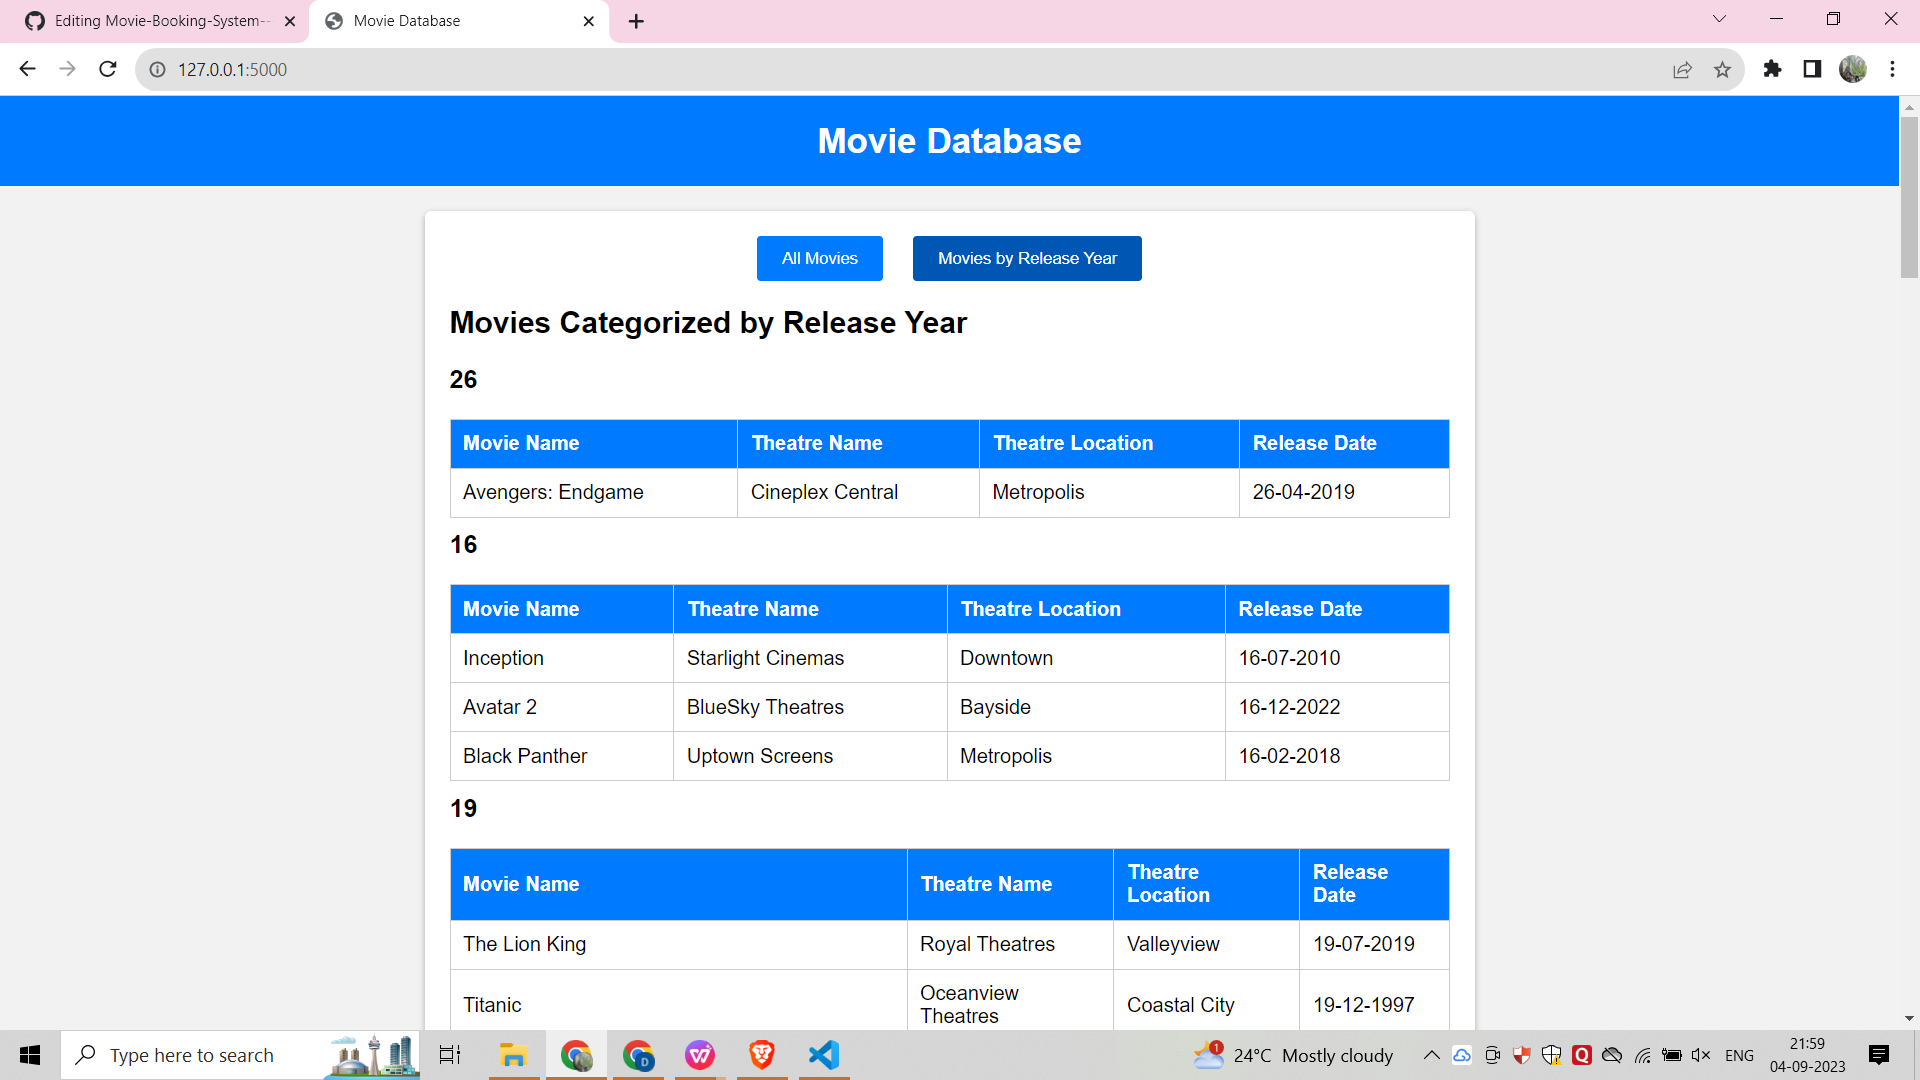 Editing Movie-Booking-System--
Movie Database
127.0.0.1:5000
Movie Database
All Movies
Movies by Release Year
Movies Categorized by Release Year
26
Movie Name Theatre Name Theatre Location Release Date
Avengers: Endgame Cineplex Central Metropolis 26-04-2019
16
Movie Name Theatre Name Theatre Location Release Date
Inception Starlight Cinemas Downtown 16-07-2010
Avatar 2 BlueSky Theatres Bayside 16-12-2022
Black Panther Uptown Screens Metropolis 16-02-2018
19
Movie Name Theatre Name Theatre Location Release Date
The Lion King Royal Theatres Valleyview 19-07-2019
Titanic Oceanview Theatres Coastal City 19-12-1997
Type here to search
D
1
24°C Mostly cloudy
Q
ENG
21:59
04-09-2023